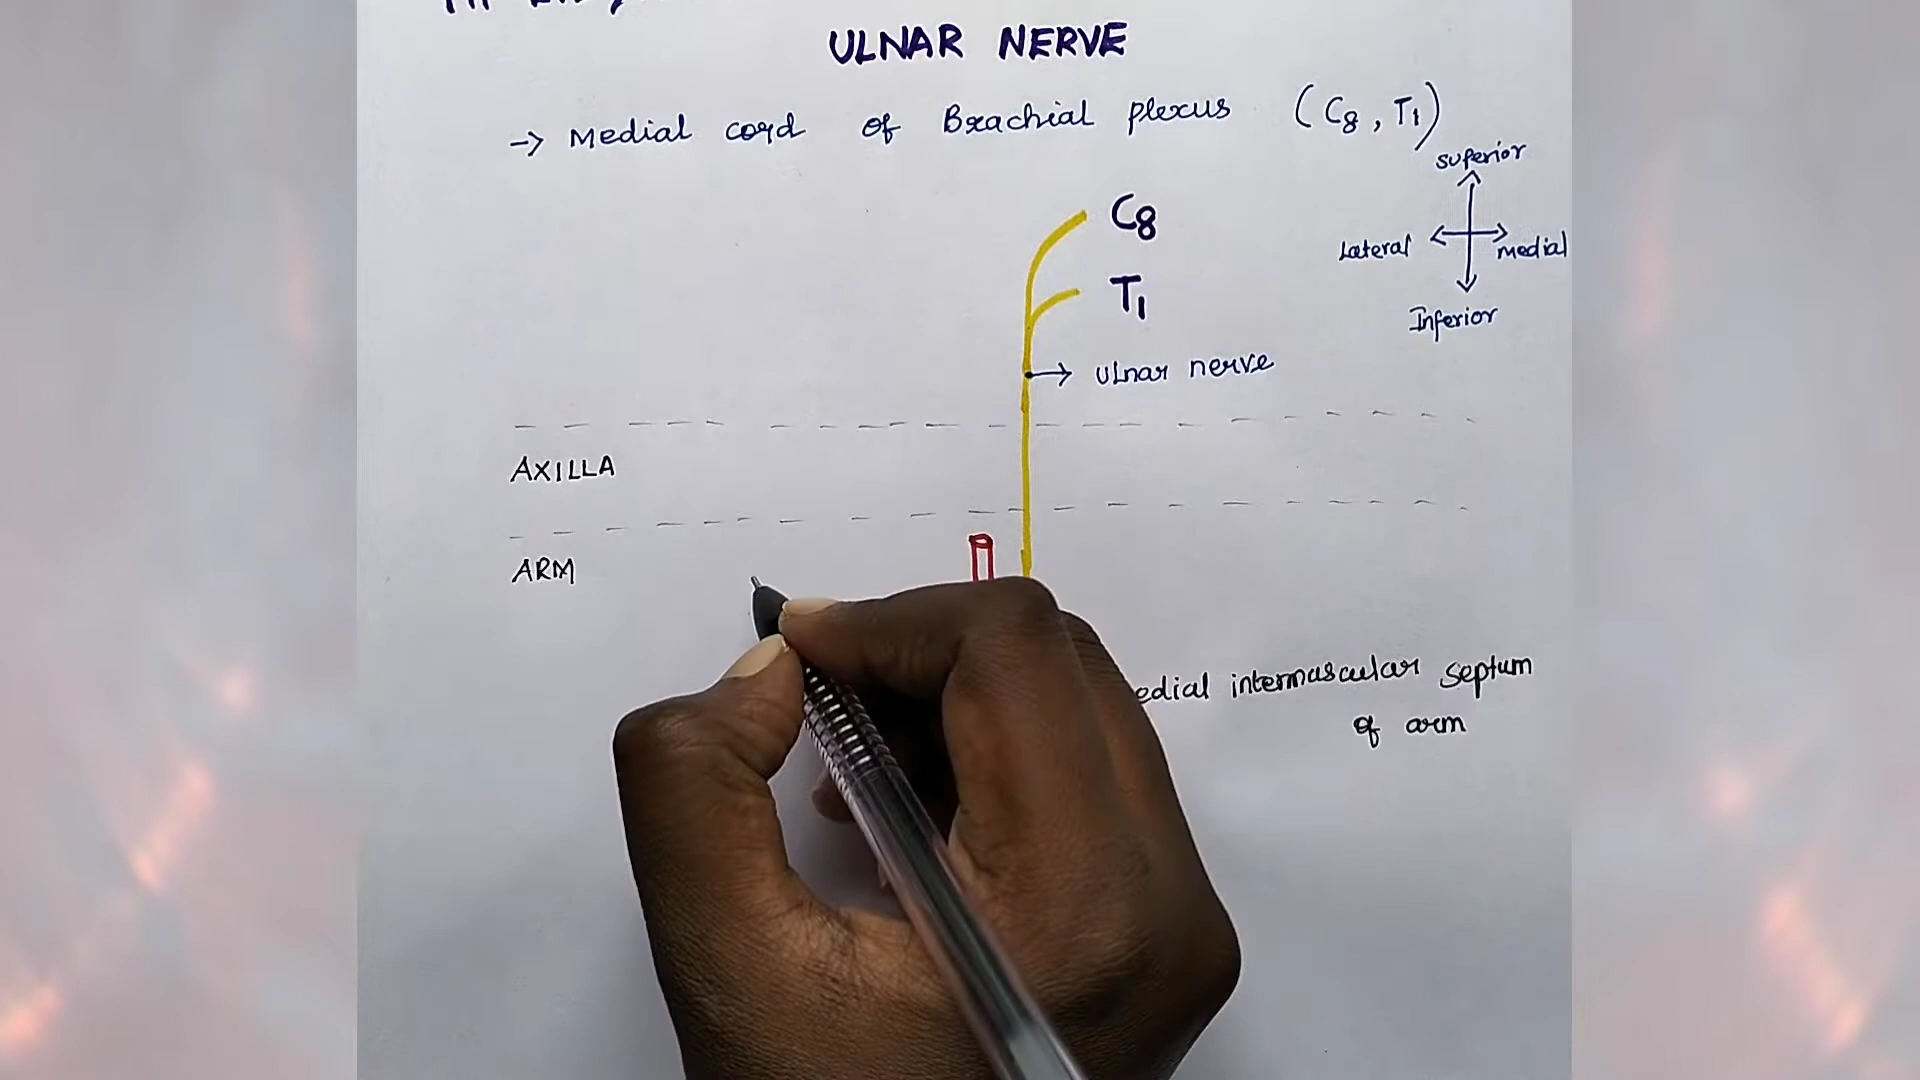 ULNAR NERVE
→ Medial cord of Brachial plexus (C8, T1)
Superior
Lateral medial
Inferior
C8
T1
→ ulnar nerve
AXILLA
ARM
edial intermuscular septum
of arm